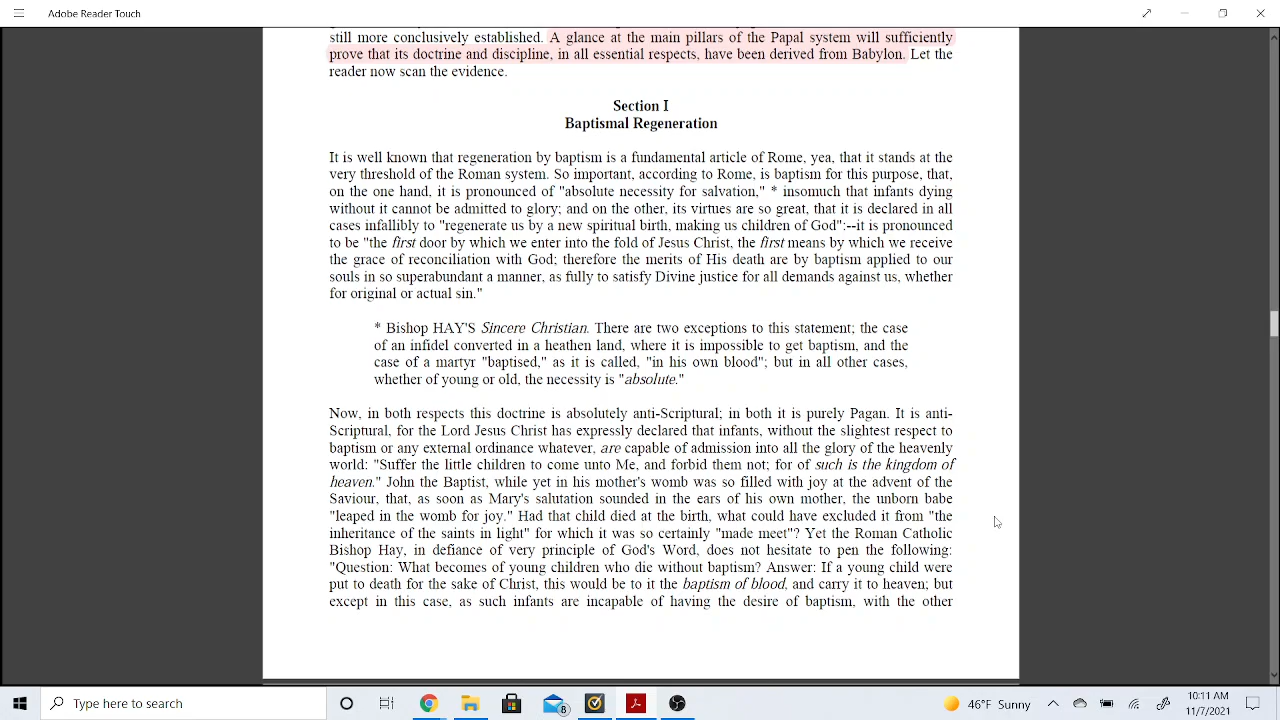 Adobe Reader Touch
still more conclusively established. A glance at the main pillars of the Papal system will sufficiently
prove that its doctrine and discipline, in all essential respects, have been derived from Babylon. Let the
reader now scan the evidence.
Section I
Baptismal Regeneration
It is well known that regeneration by baptism is a fundamental article of Rome, yea, that it stands at the
very threshold of the Roman system. So important, according to Rome, is baptism for this purpose, that,
on the one hand, it is pronounced of "absolute necessity for salvation," * insomuch that infants dying
without it cannot be admitted to glory; and on the other, its virtues are so great, that it is declared in all
cases infallibly to "regenerate us by a new spiritual birth, making us children of God":--it is pronounced
to be "the first door by which we enter into the fold of Jesus Christ, the first means by which we receive
the grace of reconciliation with God; therefore the merits of His death are by baptism applied to our
souls in so superabundant a manner, as fully to satisfy Divine justice for all demands against us, whether
for original or actual sin."
* Bishop HAY'S Sincere Christian. There are two exceptions to this statement; the case
of an infidel converted in a heathen land, where it is impossible to get baptism, and the
case of a martyr "baptised," as it is called, "in his own blood"; but in all other cases,
whether of young or old, the necessity is "absolute."
Now, in both respects this doctrine is absolutely anti-Scriptural; in both it is purely Pagan. It is anti-
Scriptural, for the Lord Jesus Christ has expressly declared that infants, without the slightest respect to
baptism or any external ordinance whatever, are capable of admission into all the glory of the heavenly
world: "Suffer the little children to come unto Me, and forbid them not; for of such is the kingdom of
heaven." John the Baptist, while yet in his mother's womb was so filled with joy at the advent of the
Saviour, that, as soon as Mary's salutation sounded in the ears of his own mother, the unborn babe
"leaped in the womb for joy." Had that child died at the birth, what could have excluded it from "the
inheritance of the saints in light" for which it was so certainly "made meet"? Yet the Roman Catholic
Bishop Hay, in defiance of very principle of God's Word, does not hesitate to pen the following:
"Question: What becomes of young children who die without baptism? Answer: If a young child were
put to death for the sake of Christ, this would be to it the baptism of blood, and carry it to heaven; but
except in this case, as such infants are incapable of having the desire of baptism, with the other
Type here to search
8
46°F Sunny
10:11 AM
11/7/2021